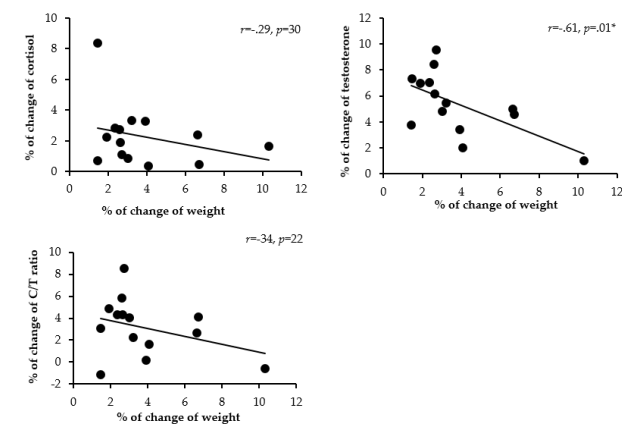 r=-.29, p=30
% of change of cortisol
10
8
6
4
2
0
0 2 4 6 8 10 12
% of change of weight
r=-.61, p=.01*
% of change of testosterone
12
10
8
6
4
2
0
0 2 4 6 8 10 12
% of change of weight
r=-34, p=22
% of change of C/T ratio
10
8
6
4
2
0
-2
0 2 4 6 8 10 12
% of change of weight